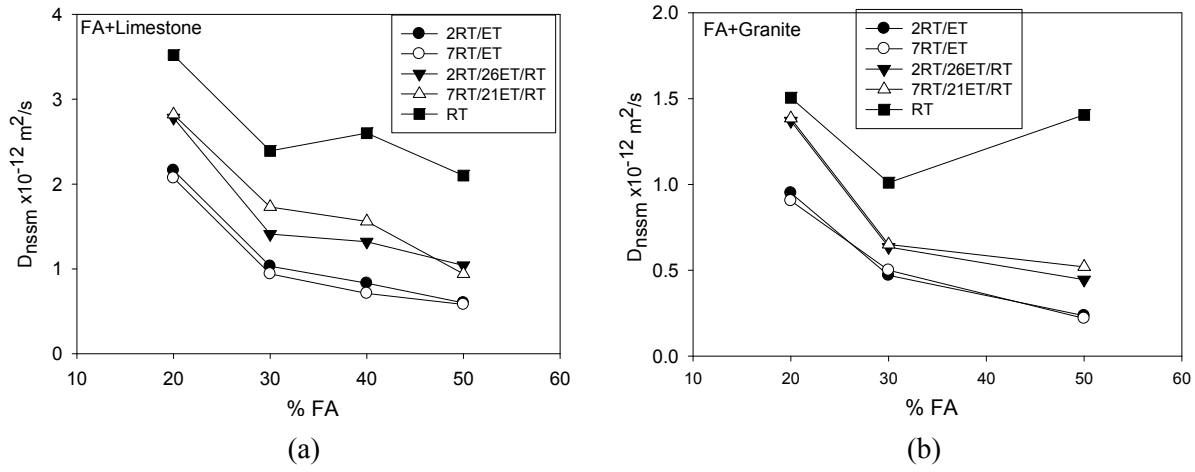 FA+Limestone
2RT/ET
7RT/ET
2RT/26ET/RT
7RT/21ET/RT
RT
Dnssm x10-12 m2/s
4
3
2
1
0
10 20 30 40 50 60
% FA
(a)
FA+Granite
2RT/ET
7RT/ET
2RT/26ET/RT
7RT/21ET/RT
RT
Dnssm x10-12 m2/s
2.0
1.5
1.0
0.5
0.0
10 20 30 40 50 60
% FA
(b)